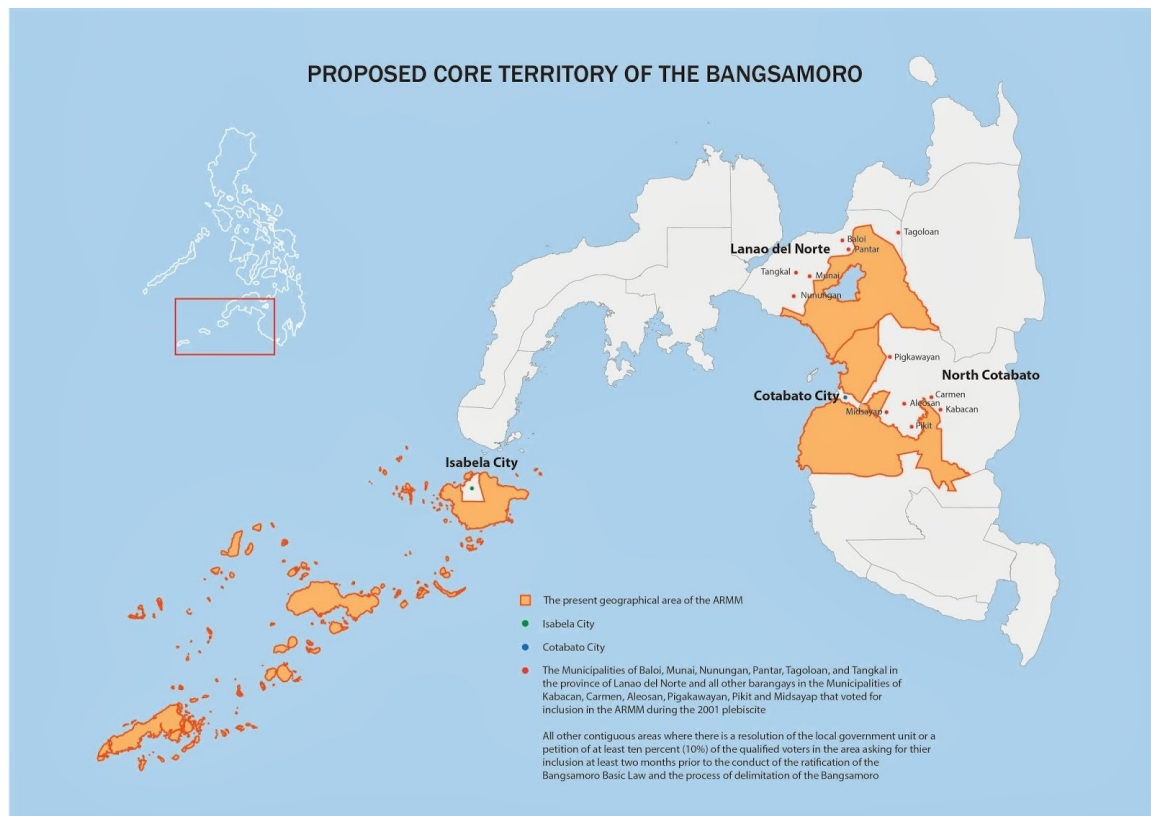 PROPOSED CORE TERRITORY OF THE BANGSAMORO
Baloi
Tagoloan
Lanao del Norte
Pantar
Tangkal
Munai
Nunungan
Pigkawayan
North Cotabato
Cotabato City
Carmen
Aleosan
Kabacan
Midsayap
Pikit
Isabela City
The present geographical area of the ARMM
Isabela City
Cotabato City
The Municipalities of Baloi, Munai, Nunungan, Pantar, Tagoloan, and Tangkal in
the province of Lanao del Norte and all other barangays in the Municipalities of
Kabacan, Carmen, Aleosan, Pigakawayan, Pikit and Midsayap that voted for
inclusion in the ARMM during the 2001 plebiscite
All other contiguous areas where there is a resolution of the local government unit or a
petition of at least ten percent (10%) of the qualified voters in the area asking for thier
inclusion at least two months prior to the conduct of the ratification of the
Bangsamoro Basic Law and the process of delimitation of the Bangsamoro